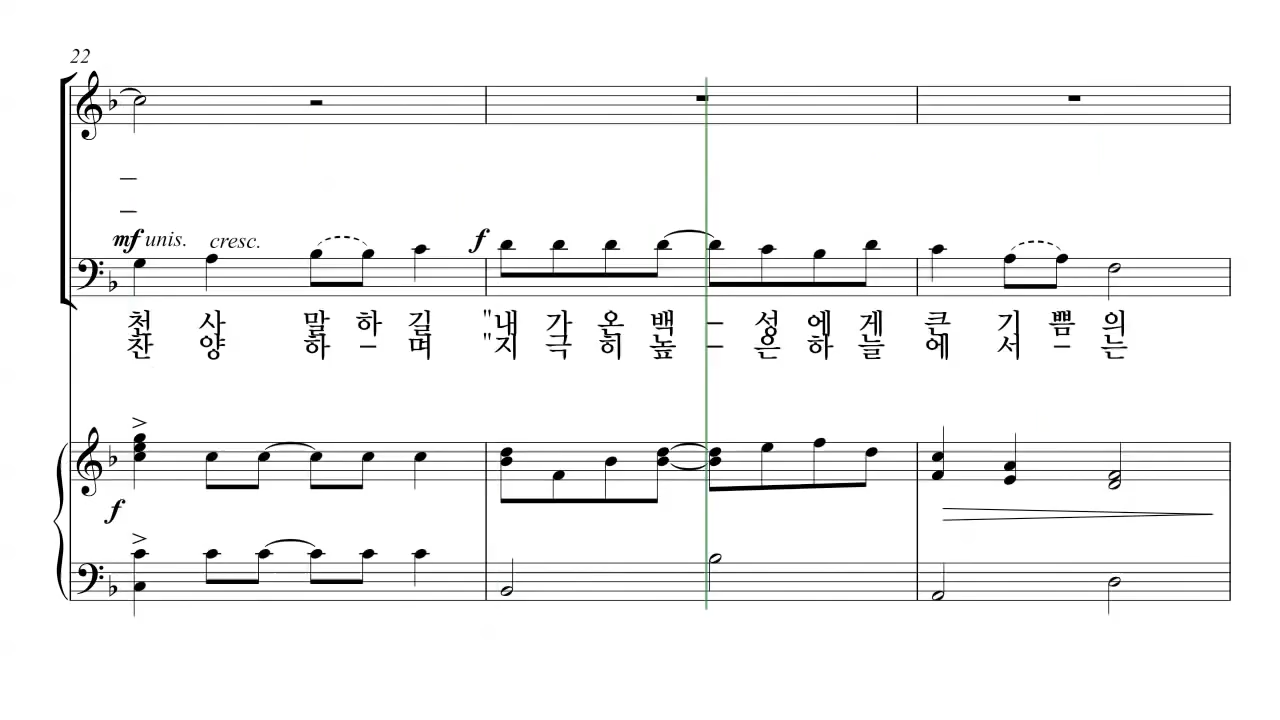 22
mf unis. cresc. f
천 사 말 하 길 "내 가 온 백 – 성 에 게 큰 기 쁨 의
찬 양 하 – 며 "지 극 히 높 – 은 하 늘 에 서 – 는
f